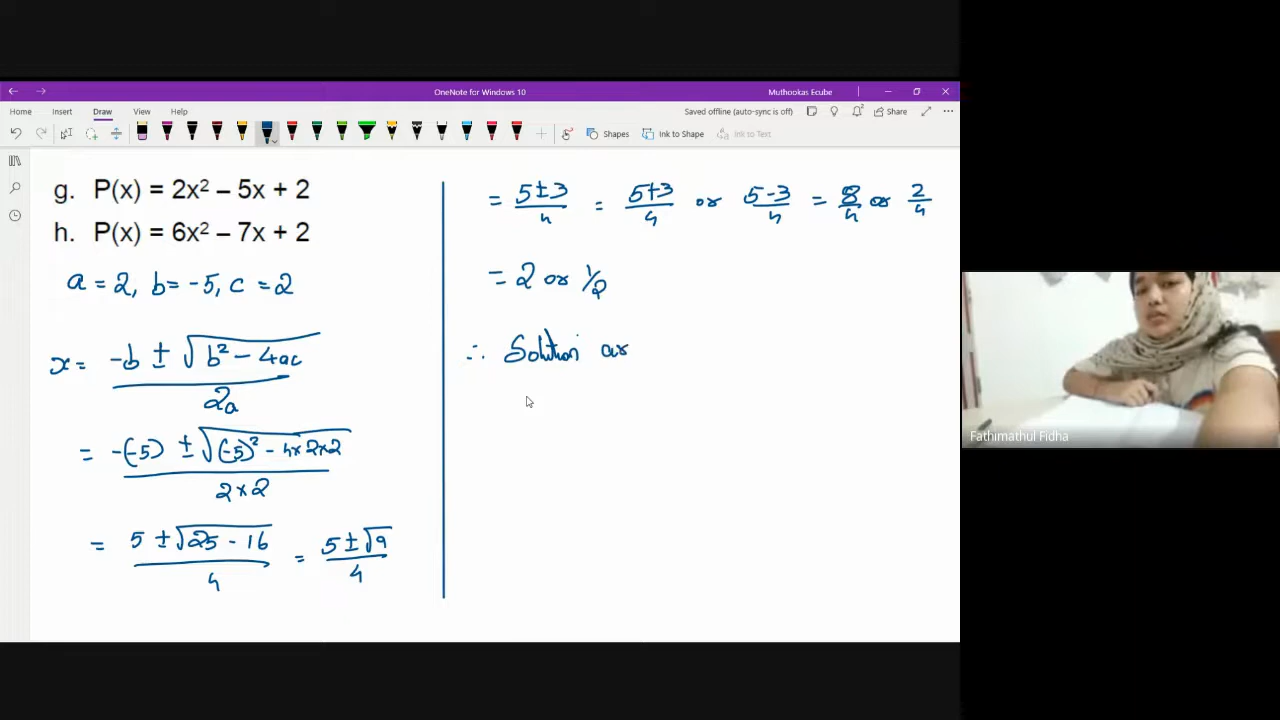 OneNote for Windows 10
Muthookas Ecube
Home Insert Draw View Help
Saved offline (auto-sync is off)
Share
Shapes
Ink to Shape
Ink to Text
g. P(x) = 2x² – 5x + 2
h. P(x) = 6x² – 7x + 2
a = 2, b = -5, c = 2
x = -b ± √(b² - 4ac) / 2a
= -(-5) ± √((-5)² - 4×2×2) / 2×2
= 5 ± √(25 - 16) / 4 = 5 ± √9 / 4
= 5±3 / 4 = 5+3 / 4 or 5-3 / 4 = 8/4 or 2/4
= 2 or 1/2
∴ Solution are
Fathimathul Fidha